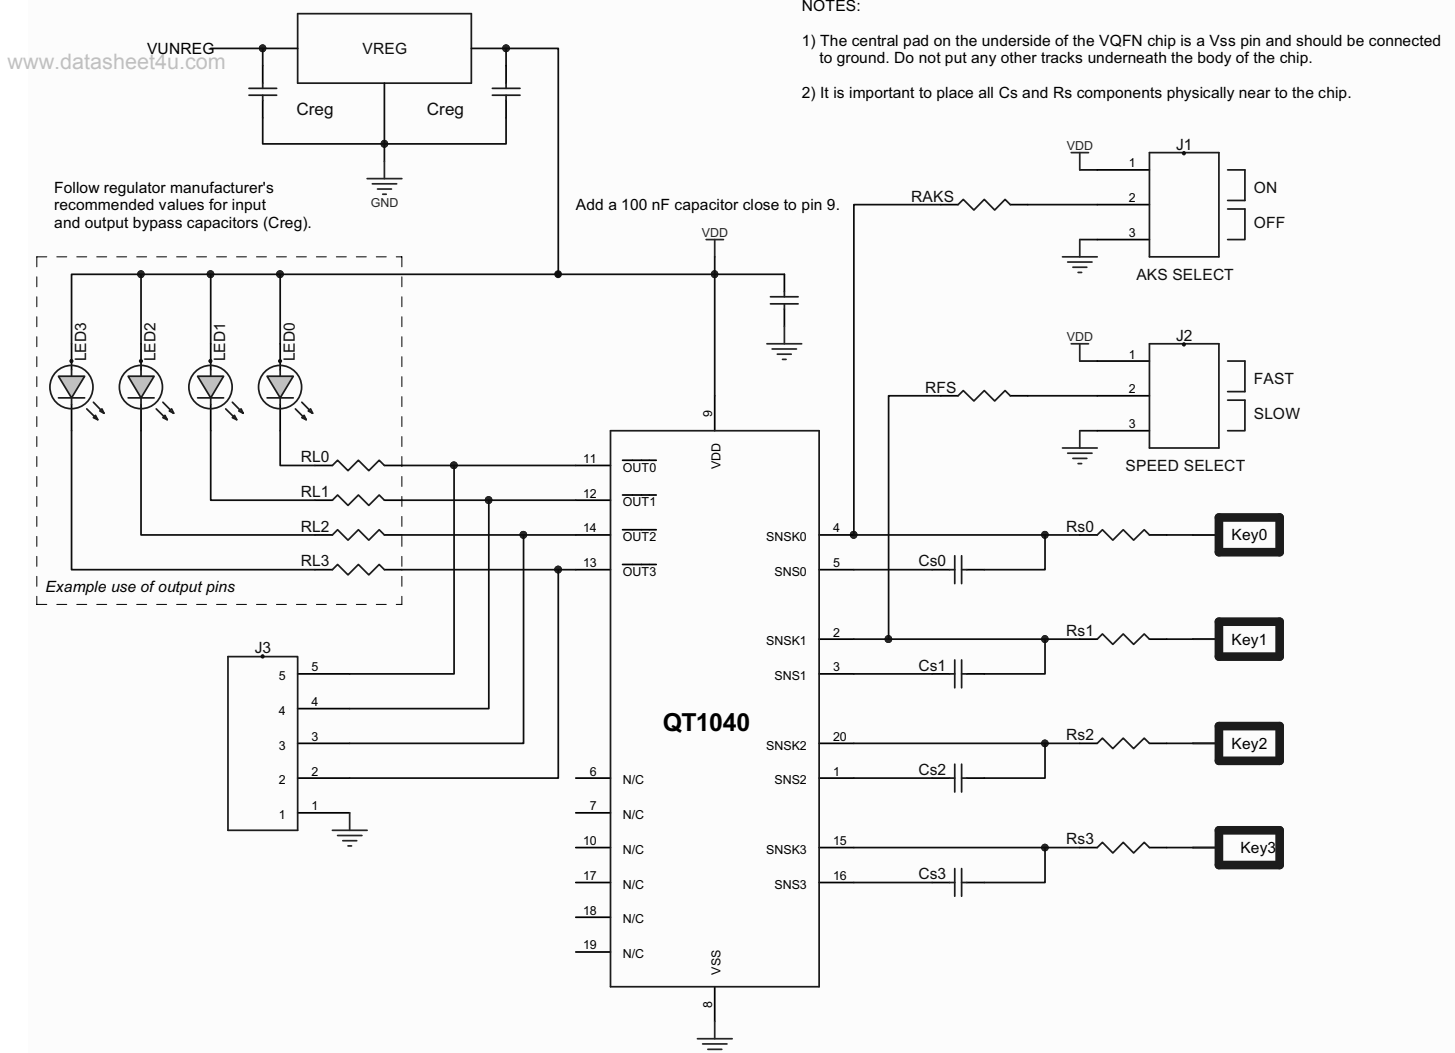 NOTES:
1) The central pad on the underside of the VQFN chip is a Vss pin and should be connected
to ground. Do not put any other tracks underneath the body of the chip.
2) It is important to place all Cs and Rs components physically near to the chip.
VUNREG
www.datasheet4u.com
VREG
Creg
Creg
GND
Follow regulator manufacturer's
recommended values for input
and output bypass capacitors (Creg).
Add a 100 nF capacitor close to pin 9.
VDD
VDD
J1
1
2
3
RAKS
ON
OFF
AKS SELECT
VDD
J2
1
2
3
RFS
FAST
SLOW
SPEED SELECT
LED3
LED2
LED1
LED0
RL0
RL1
RL2
RL3
Example use of output pins
9
VDD
11
OUT0
12
OUT1
14
OUT2
13
OUT3
SNSK0
4
Rs0
Key0
SNS0
5
Cs0
SNSK1
2
Rs1
Key1
SNS1
3
Cs1
QT1040
SNSK2
20
Rs2
Key2
SNS2
1
Cs2
SNSK3
15
Rs3
Key3
SNS3
16
Cs3
J3
5
5
4
4
3
3
2
2
1
1
6
N/C
7
N/C
10
N/C
17
N/C
18
N/C
19
N/C
VSS
8